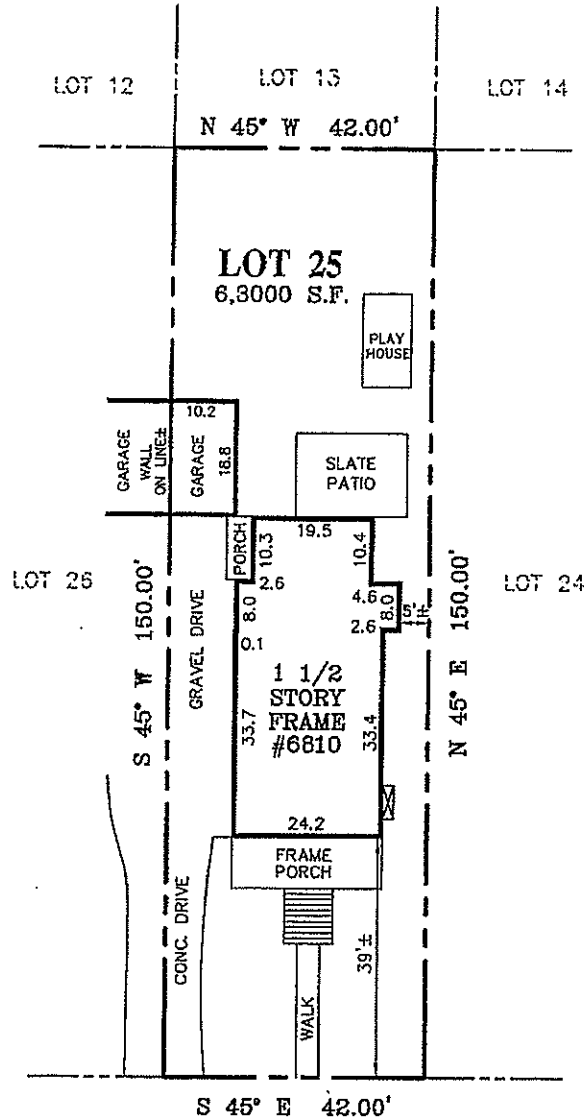 LOT 12
LOT 13
LOT 14
N 45° W 42.00'
LOT 25
6,3000 S.F.
PLAY
HOUSE
10.2
GARAGE
WALL
ON LINE±
GARAGE
18.8
SLATE
PATIO
PORCH
10.3
19.5
10.4
LOT 26
2.6
4.6
8.0
5'±
LOT 24
8.0
2.6
0.1
S 45° W 150.00'
GRAVEL DRIVE
1 1/2
STORY
FRAME
#6810
33.7
33.4
N 45° E 150.00'
24.2
FRAME
PORCH
CONC. DRIVE
39'±
WALK
S 45° E 42.00'